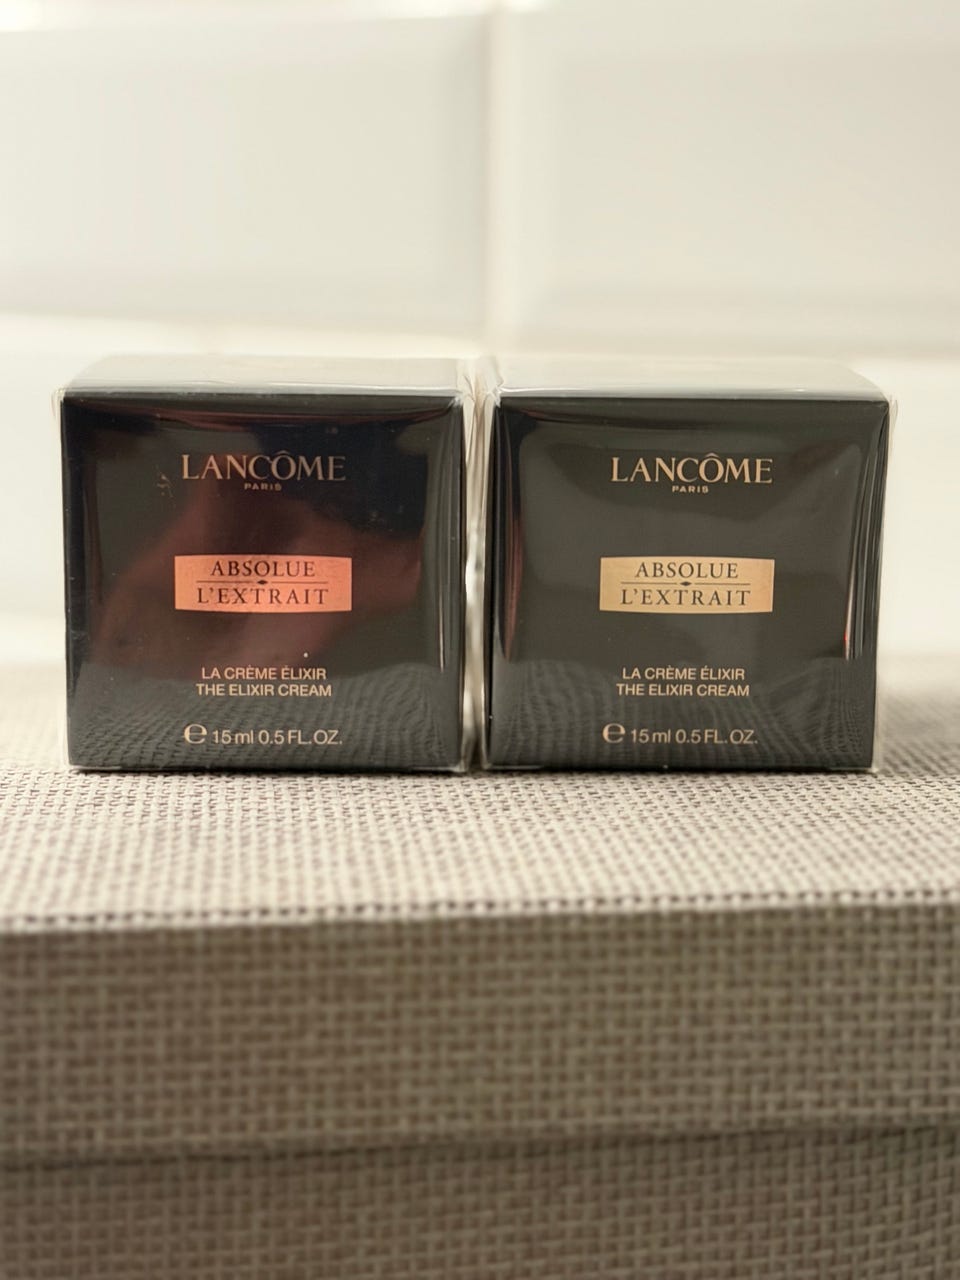 LANCÔME
PARIS
ABSOLUE
L'EXTRAIT
LA CRÈME ÉLIXIR
THE ELIXIR CREAM
℮ 15 ml 0.5 FL. OZ.
LANCÔME
PARIS
ABSOLUE
L'EXTRAIT
LA CRÈME ÉLIXIR
THE ELIXIR CREAM
℮ 15 ml 0.5 FL. OZ.